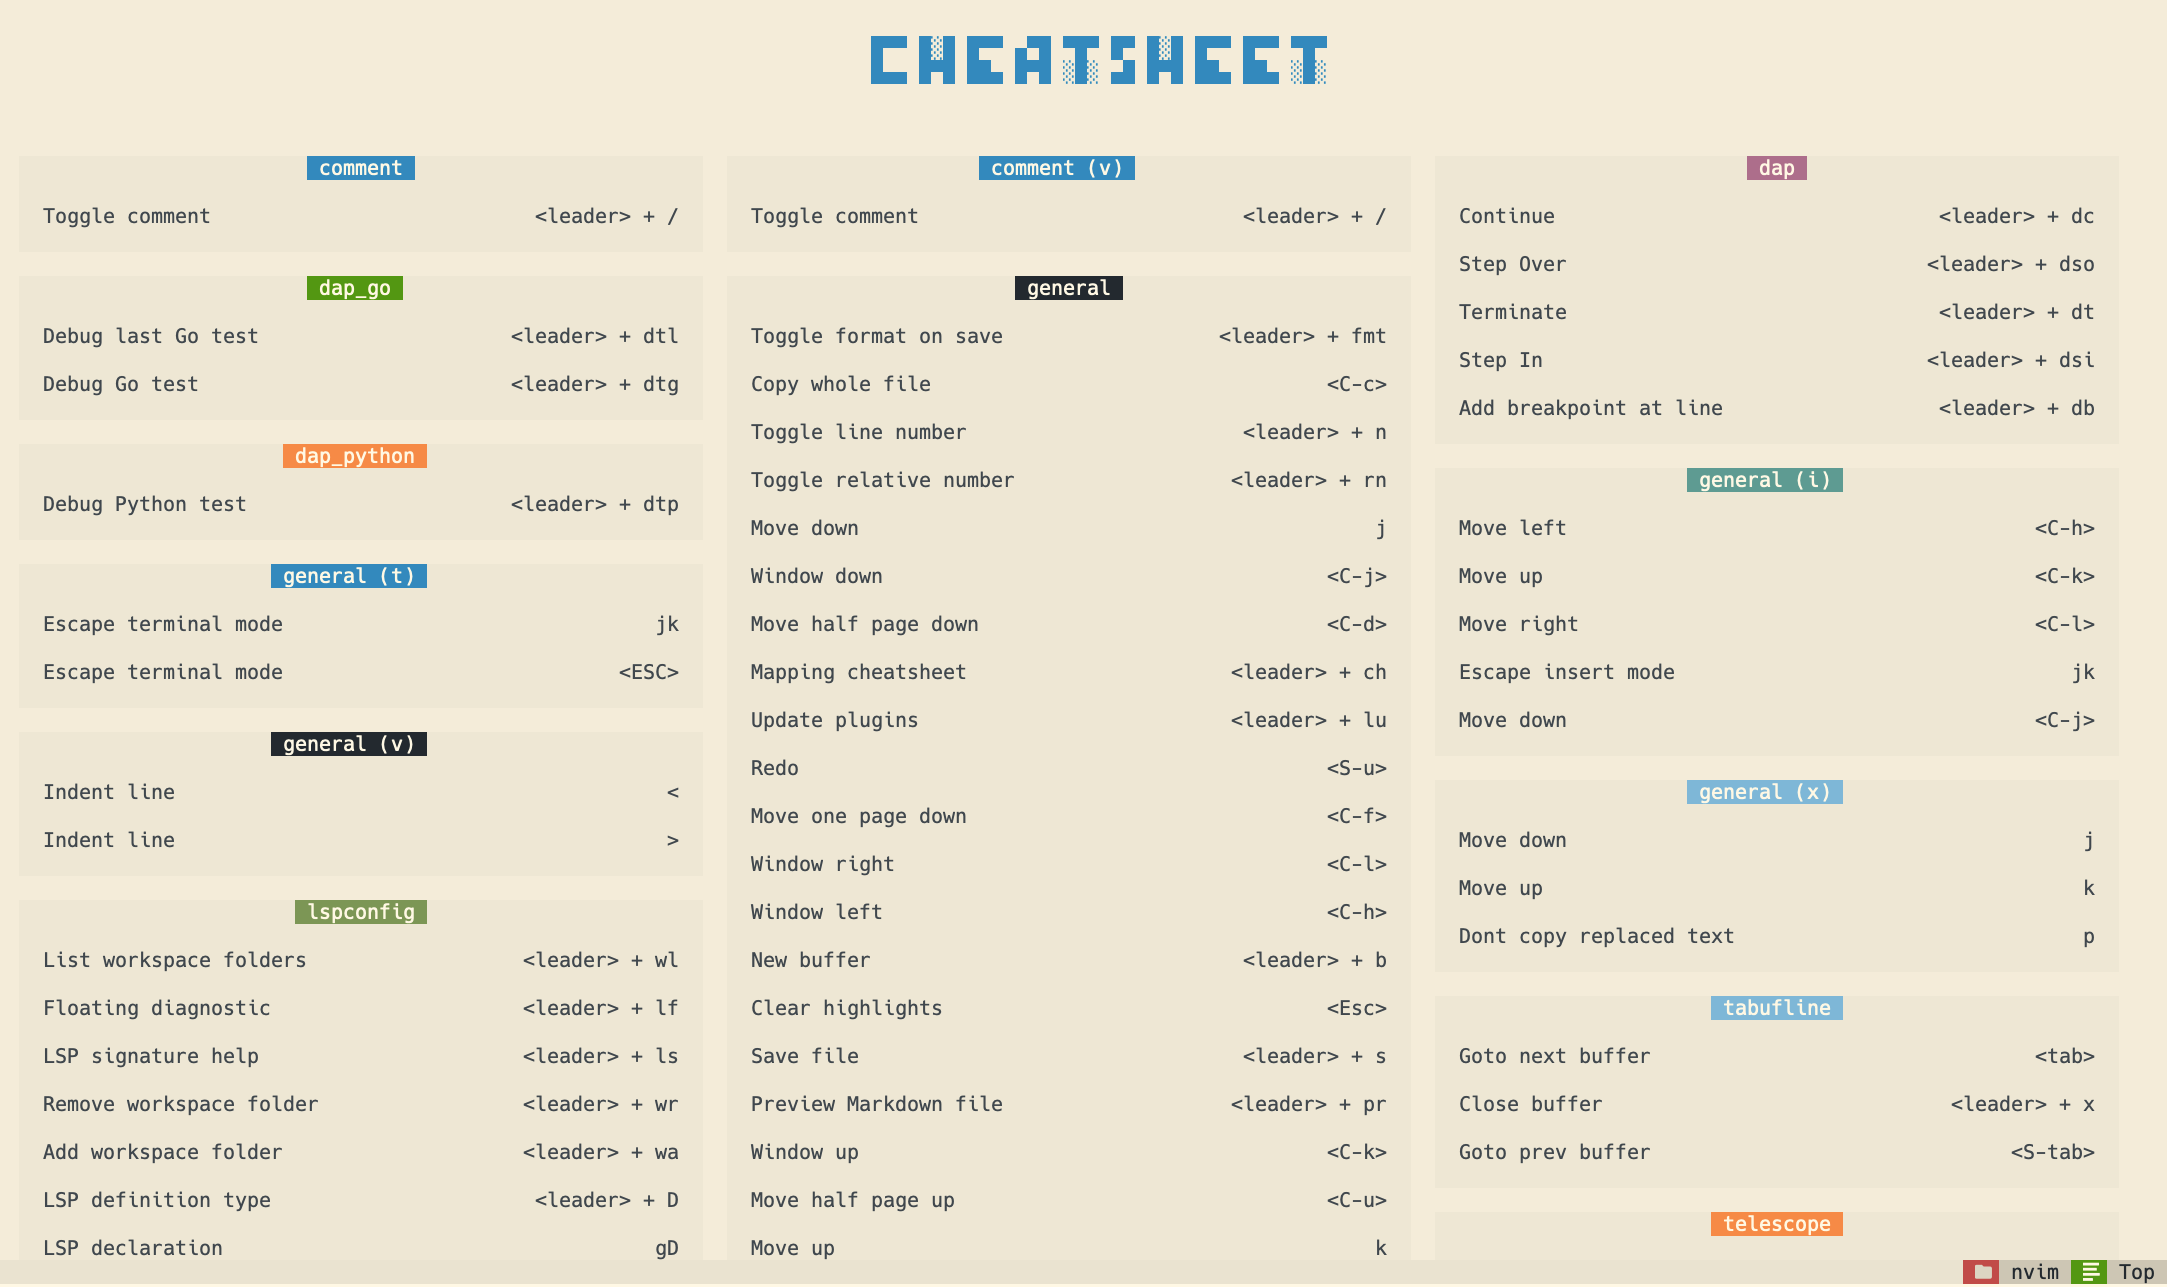 CHEATSHEET
comment
Toggle comment <leader> + /
dap_go
Debug last Go test <leader> + dtl
Debug Go test <leader> + dtg
dap_python
Debug Python test <leader> + dtp
general (t)
Escape terminal mode jk
Escape terminal mode <ESC>
general (v)
Indent line <
Indent line >
lspconfig
List workspace folders <leader> + wl
Floating diagnostic <leader> + lf
LSP signature help <leader> + ls
Remove workspace folder <leader> + wr
Add workspace folder <leader> + wa
LSP definition type <leader> + D
LSP declaration gD
comment (v)
Toggle comment <leader> + /
general
Toggle format on save <leader> + fmt
Copy whole file <C-c>
Toggle line number <leader> + n
Toggle relative number <leader> + rn
Move down j
Window down <C-j>
Move half page down <C-d>
Mapping cheatsheet <leader> + ch
Update plugins <leader> + lu
Redo <S-u>
Move one page down <C-f>
Window right <C-l>
Window left <C-h>
New buffer <leader> + b
Clear highlights <Esc>
Save file <leader> + s
Preview Markdown file <leader> + pr
Window up <C-k>
Move half page up <C-u>
Move up k
dap
Continue <leader> + dc
Step Over <leader> + dso
Terminate <leader> + dt
Step In <leader> + dsi
Add breakpoint at line <leader> + db
general (i)
Move left <C-h>
Move up <C-k>
Move right <C-l>
Escape insert mode jk
Move down <C-j>
general (x)
Move down j
Move up k
Dont copy replaced text p
tabufline
Goto next buffer <tab>
Close buffer <leader> + x
Goto prev buffer <S-tab>
telescope
nvim Top